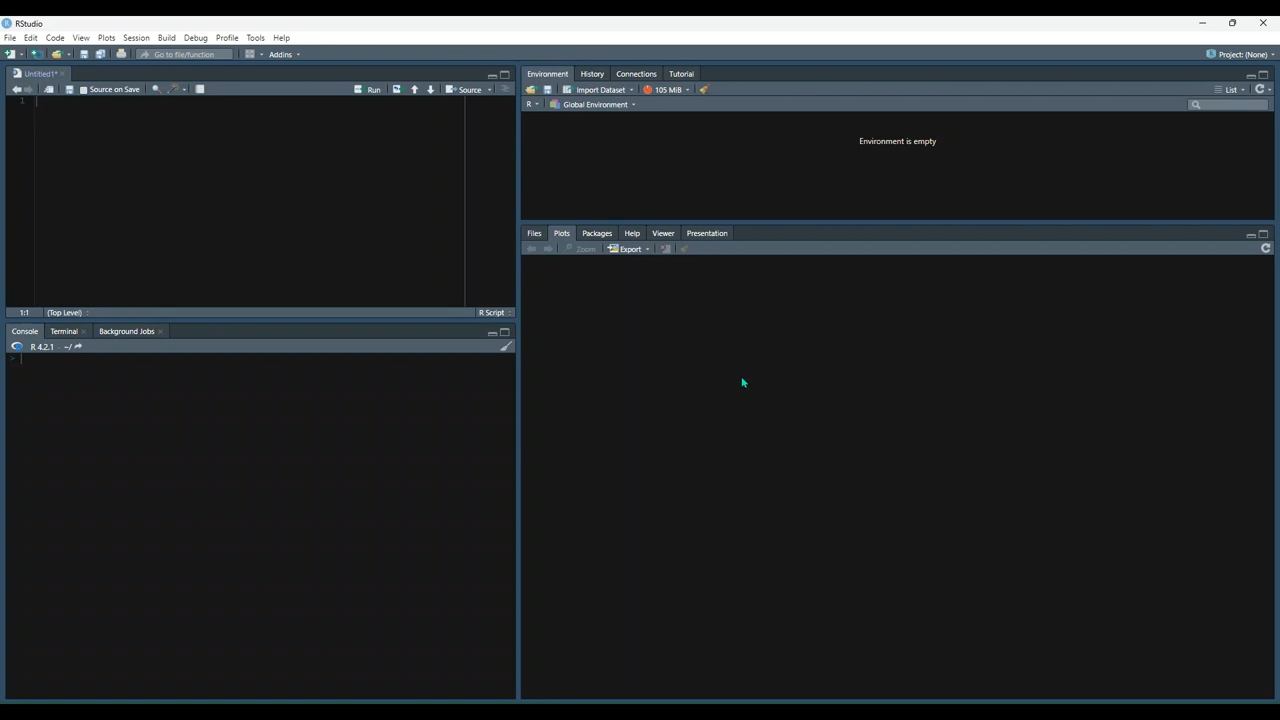 RStudio
File Edit Code View Plots Session Build Debug Profile Tools Help
Go to file/function Addins Project: (None)
Untitled1*
Source on Save Run Source
1
1:1 (Top Level) R Script
Console Terminal Background Jobs
R 4.2.1 · ~/
>
Environment History Connections Tutorial
Import Dataset 105 MiB List
R Global Environment
Environment is empty
Files Plots Packages Help Viewer Presentation
Zoom Export